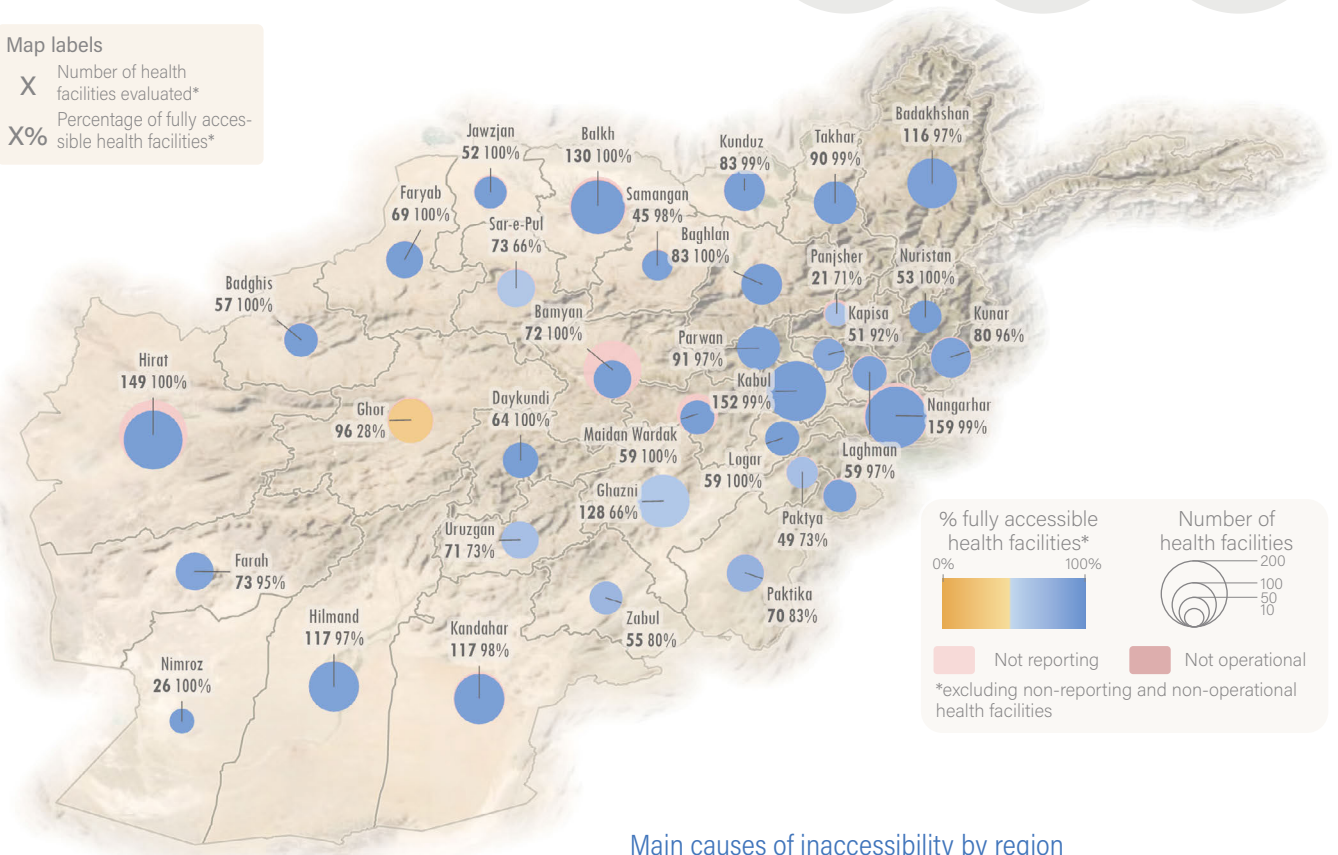 Map labels
X Number of health
facilities evaluated*
X% Percentage of fully acces-
sible health facilities*
Jawzjan
52 100%
Balkh
130 100%
Kunduz
83 99%
Takhar
90 99%
Badakhshan
116 97%
Faryab
69 100%
Samangan
45 98%
Sar-e-Pul
73 66%
Baghlan
83 100%
Panjsher
21 71%
Nuristan
53 100%
Badghis
57 100%
Bamyan
72 100%
Kapisa
51 92%
Kunar
80 96%
Parwan
91 97%
Hirat
149 100%
Kabul
152 99%
Ghor
96 28%
Daykundi
64 100%
Nangarhar
159 99%
Maidan Wardak
59 100%
Logar
59 100%
Laghman
59 97%
Ghazni
128 66%
Paktya
49 73%
Uruzgan
71 73%
Farah
73 95%
Paktika
70 83%
Zabul
55 80%
Hilmand
117 97%
Kandahar
117 98%
Nimroz
26 100%
% fully accessible
health facilities*
0% 100%
Number of
health facilities
200
100
50
10
Not reporting
Not operational
*excluding non-reporting and non-operational
health facilities
Main causes of inaccessibility by region